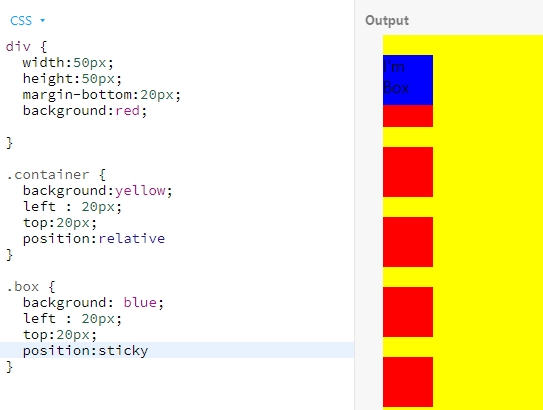 CSS
Output
div {
width:50px;
height:50px;
margin-bottom:20px;
background:red;
}
.container {
background:yellow;
left : 20px;
top:20px;
position:relative
}
.box {
background: blue;
left : 20px;
top:20px;
position:sticky
}
I'm
Box